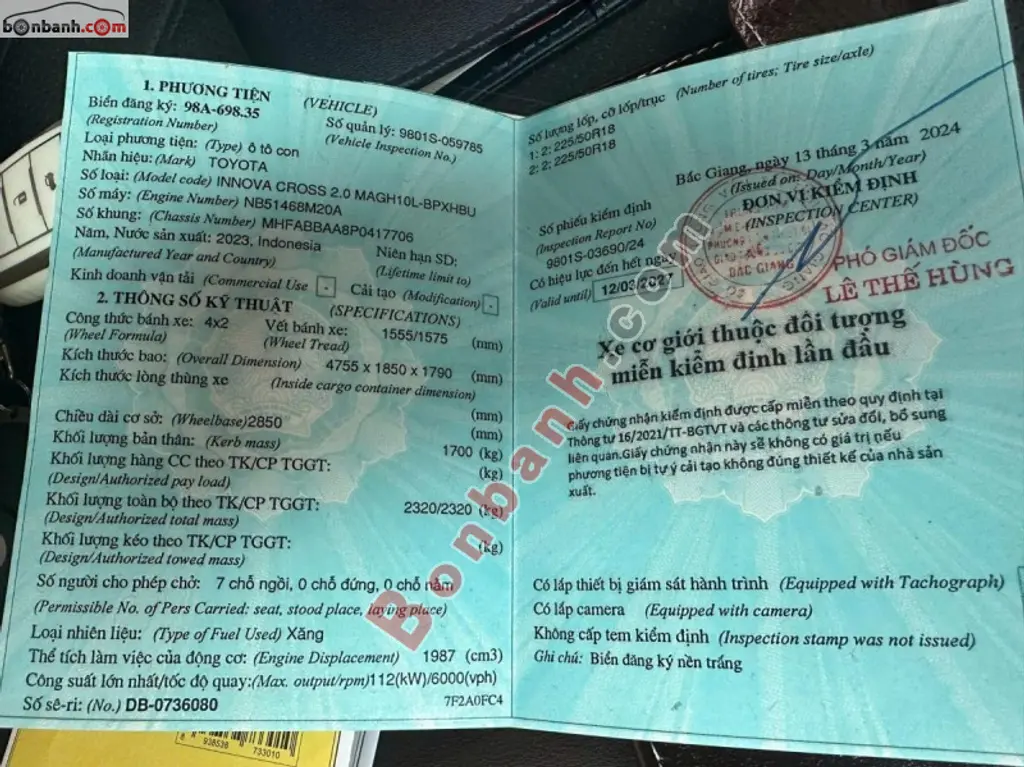 bonbanh.com
1. PHƯƠNG TIỆN (VEHICLE)
Biển đăng ký: 98A-698.35 Số quản lý: 9801S-059785
(Registration Number) (Vehicle Inspection No.)
Loại phương tiện: (Type) ô tô con
Nhãn hiệu: (Mark) TOYOTA
Số loại: (Model code) INNOVA CROSS 2.0 MAGH10L-BPXHBU
Số máy: (Engine Number) NB51468M20A
Số khung: (Chassis Number) MHFABBAA8P0417706
Năm, Nước sản xuất: 2023, Indonesia Niên hạn SD:
(Manufactured Year and Country) (Lifetime limit to)
Kinh doanh vận tải (Commercial Use - Cải tạo (Modification) -
2. THÔNG SỐ KỸ THUẬT (SPECIFICATIONS)
Công thức bánh xe: 4x2 Vết bánh xe: 1555/1575 (mm)
(Wheel Formula) (Wheel Tread)
Kích thước bao: (Overall Dimension) 4755 x 1850 x 1790 (mm)
Kích thước lòng thùng xe (Inside cargo container dimension)
(mm)
Chiều dài cơ sở: (Wheelbase) 2850 (mm)
Khối lượng bản thân: (Kerb mass) 1700 (kg)
Khối lượng hàng CC theo TK/CP TGGT: (kg)
(Design/Authorized pay load)
Khối lượng toàn bộ theo TK/CP TGGT: 2320/2320 (kg)
(Design/Authorized total mass)
Khối lượng kéo theo TK/CP TGGT: (kg)
(Design/Authorized towed mass)
Số người cho phép chở: 7 chỗ ngồi, 0 chỗ đứng, 0 chỗ nằm
(Permissible No. of Pers Carried: seat, stood place, laying place)
Loại nhiên liệu: (Type of Fuel Used) Xăng
Thể tích làm việc của động cơ: (Engine Displacement) 1987 (cm3)
Công suất lớn nhất/tốc độ quay:(Max. output/rpm)112(kW)/6000(vph)
Số sê-ri: (No.) DB-0736080 7F2A0FC4
Số lượng lốp, cỡ lốp/trục (Number of tires; Tire size/axle)
1: 2: 225/50R18
2: 2: 225/50R18
Bắc Giang, ngày 13 tháng 3 năm 2024
(Issued on: Day/Month/Year)
Số phiếu kiểm định ĐƠN VỊ KIỂM ĐỊNH
(Inspection Report No) (INSPECTION CENTER)
9801S-03690/24
Có hiệu lực đến hết ngày
(Valid until) 12/03/2027
BẮC GIANG
PHÓ GIÁM ĐỐC
LÊ THẾ HÙNG
Xe cơ giới thuộc đối tượng
miễn kiểm định lần đầu
Giấy chứng nhận kiểm định được cấp miễn theo quy định tại
Thông tư 16/2021/TT-BGTVT và các thông tư sửa đổi, bổ sung
liên quan.Giấy chứng nhận này sẽ không có giá trị nếu
phương tiện bị tự ý cải tạo không đúng thiết kế của nhà sản
xuất.
Có lắp thiết bị giám sát hành trình (Equipped with Tachograph)
Có lắp camera (Equipped with camera)
Không cấp tem kiểm định (Inspection stamp was not issued)
Ghi chú: Biển đăng ký nền trắng
Bonbanh.com
8 938536 733010